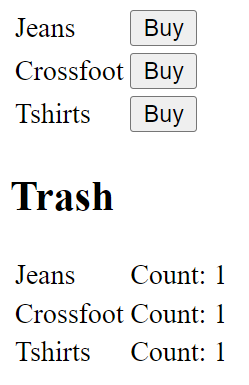 Jeans Buy
Crossfoot Buy
Tshirts Buy
Trash
Jeans Count: 1
Crossfoot Count: 1
Tshirts Count: 1